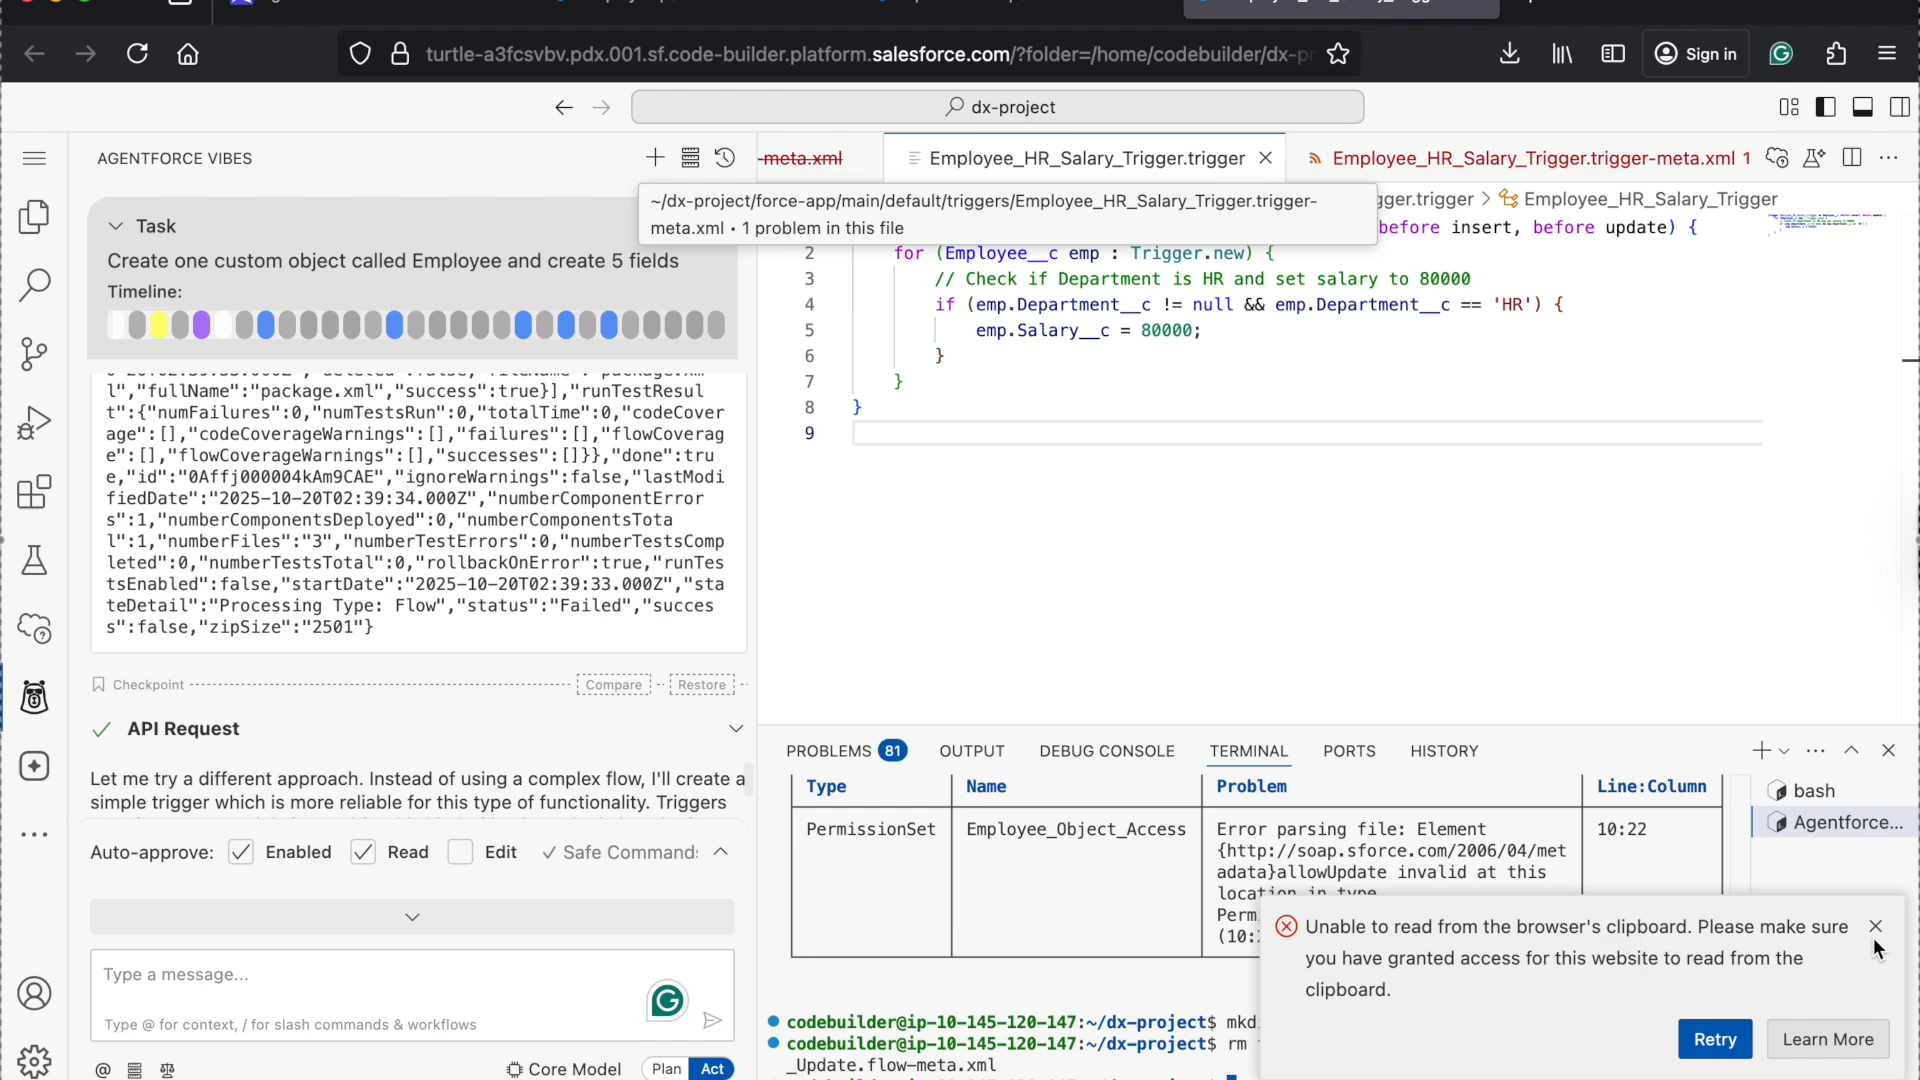 Sign in
turtle-a3fcsvbv.pdx.001.sf.code-builder.platform.salesforce.com/?folder=/home/codebuilder/dx-pr
dx-project
AGENTFORCE VIBES
-meta.xml
Employee_HR_Salary_Trigger.trigger
Employee_HR_Salary_Trigger.trigger-meta.xml 1
~/dx-project/force-app/main/default/triggers/Employee_HR_Salary_Trigger.trigger-
meta.xml • 1 problem in this file
gger.trigger > Employee_HR_Salary_Trigger
Task
Create one custom object called Employee and create 5 fields
Timeline:
before insert, before update) {
2 for (Employee__c emp : Trigger.new) {
3 // Check if Department is HR and set salary to 80000
4 if (emp.Department__c != null && emp.Department__c == 'HR') {
5 emp.Salary__c = 80000;
6 }
7 }
8 }
9
l","fullName":"package.xml","success":true}],"runTestResul
t":{"numFailures":0,"numTestsRun":0,"totalTime":0,"codeCover
age":[],"codeCoverageWarnings":[],"failures":[],"flowCoverag
e":[],"flowCoverageWarnings":[],"successes":[]}},"done":tru
e,"id":"0Affj000004kAm9CAE","ignoreWarnings":false,"lastModi
fiedDate":"2025-10-20T02:39:34.000Z","numberComponentError
s":1,"numberComponentsDeployed":0,"numberComponentsTota
l":1,"numberFiles":"3","numberTestErrors":0,"numberTestsComp
leted":0,"numberTestsTotal":0,"rollbackOnError":true,"runTes
tsEnabled":false,"startDate":"2025-10-20T02:39:33.000Z","sta
teDetail":"Processing Type: Flow","status":"Failed","succes
s":false,"zipSize":"2501"}
Checkpoint
Compare
Restore
API Request
Let me try a different approach. Instead of using a complex flow, I'll create a
simple trigger which is more reliable for this type of functionality. Triggers
Auto-approve: Enabled Read Edit Safe Command
Type a message...
Type @ for context, / for slash commands & workflows
@
Core Model
Plan
Act
PROBLEMS 81 OUTPUT DEBUG CONSOLE TERMINAL PORTS HISTORY
Type Name Problem Line:Column
PermissionSet Employee_Object_Access Error parsing file: Element 10:22
{http://soap.sforce.com/2006/04/met
adata}allowUpdate invalid at this
location in type
Perm
(10:
bash
Agentforce...
codebuilder@ip-10-145-120-147:~/dx-project$ mkd
codebuilder@ip-10-145-120-147:~/dx-project$ rm
_Update.flow-meta.xml
Unable to read from the browser's clipboard. Please make sure
you have granted access for this website to read from the
clipboard.
Retry
Learn More